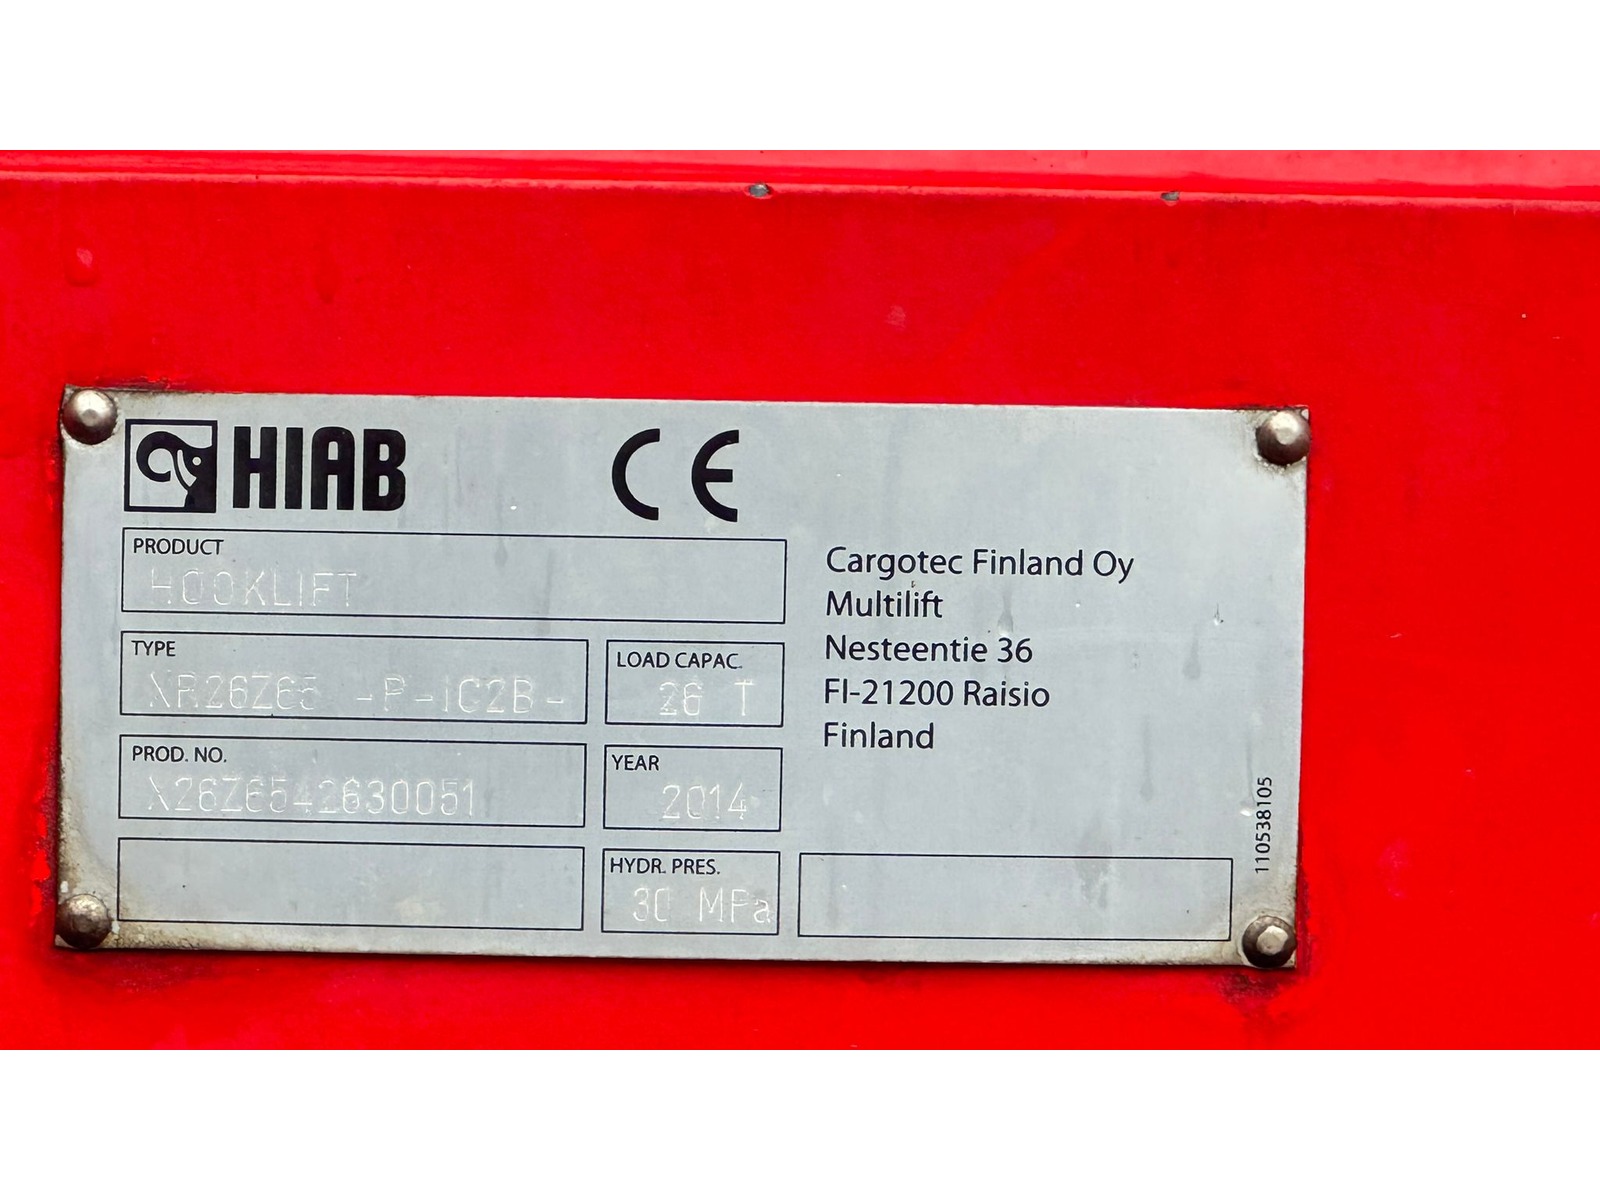 HIAB CE
PRODUCT
HOOKLIFT
TYPE
XR26Z65 -P-1C2B-
LOAD CAPAC.
26 T
PROD. NO.
X26Z6542630051
YEAR
2014
HYDR. PRES.
30 MPa
Cargotec Finland Oy
Multilift
Nesteentie 36
FI-21200 Raisio
Finland
110538105